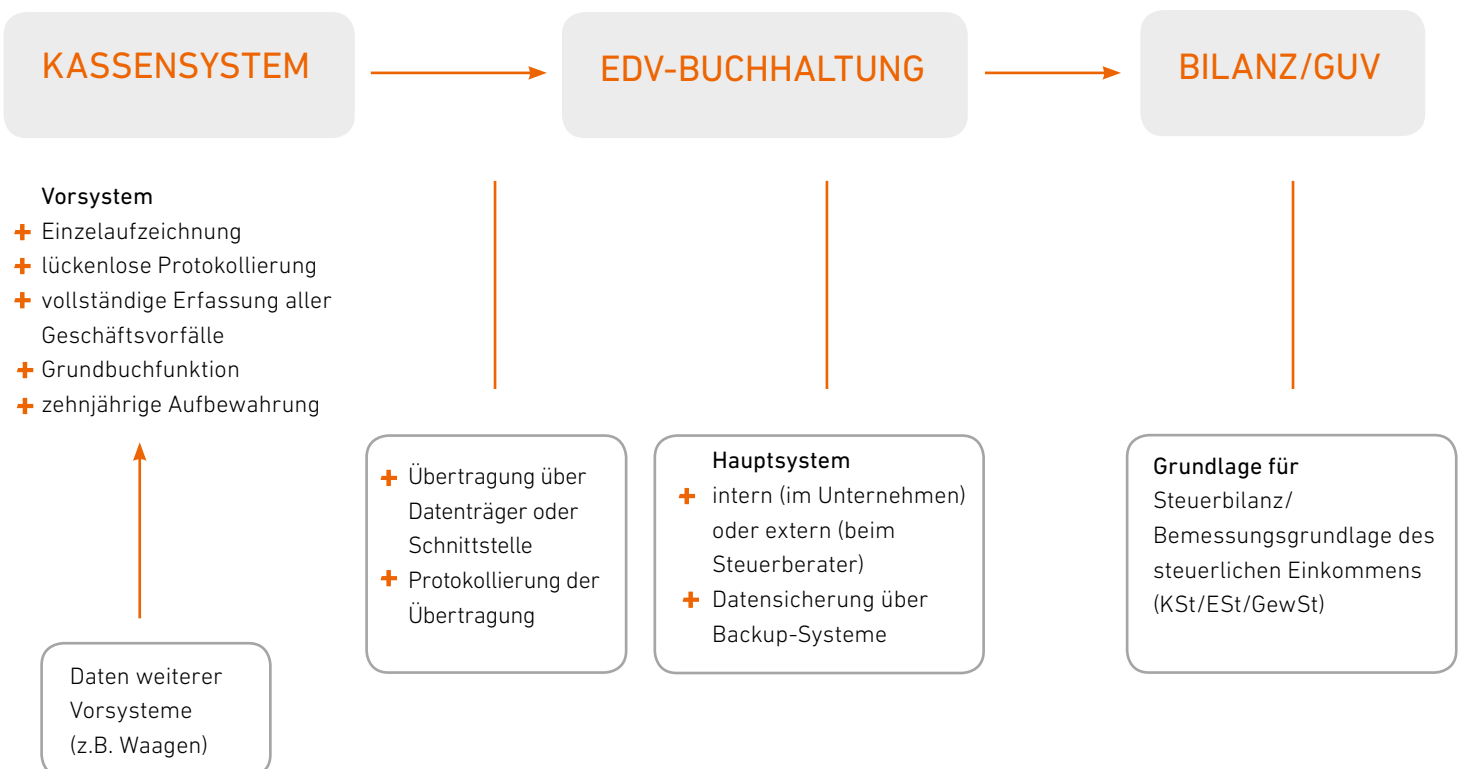 KASSENSYSTEM
EDV-BUCHHALTUNG
BILANZ/GUV
Vorsystem
+ Einzelaufzeichnung
+ lückenlose Protokollierung
+ vollständige Erfassung aller
Geschäftsvorfälle
+ Grundbuchfunktion
+ zehnjährige Aufbewahrung
Daten weiterer
Vorsysteme
(z.B. Waagen)
+ Übertragung über
Datenträger oder
Schnittstelle
+ Protokollierung der
Übertragung
Hauptsystem
+ intern (im Unternehmen)
oder extern (beim
Steuerberater)
+ Datensicherung über
Backup-Systeme
Grundlage für
Steuerbilanz/
Bemessungsgrundlage des
steuerlichen Einkommens
(KSt/ESt/GewSt)